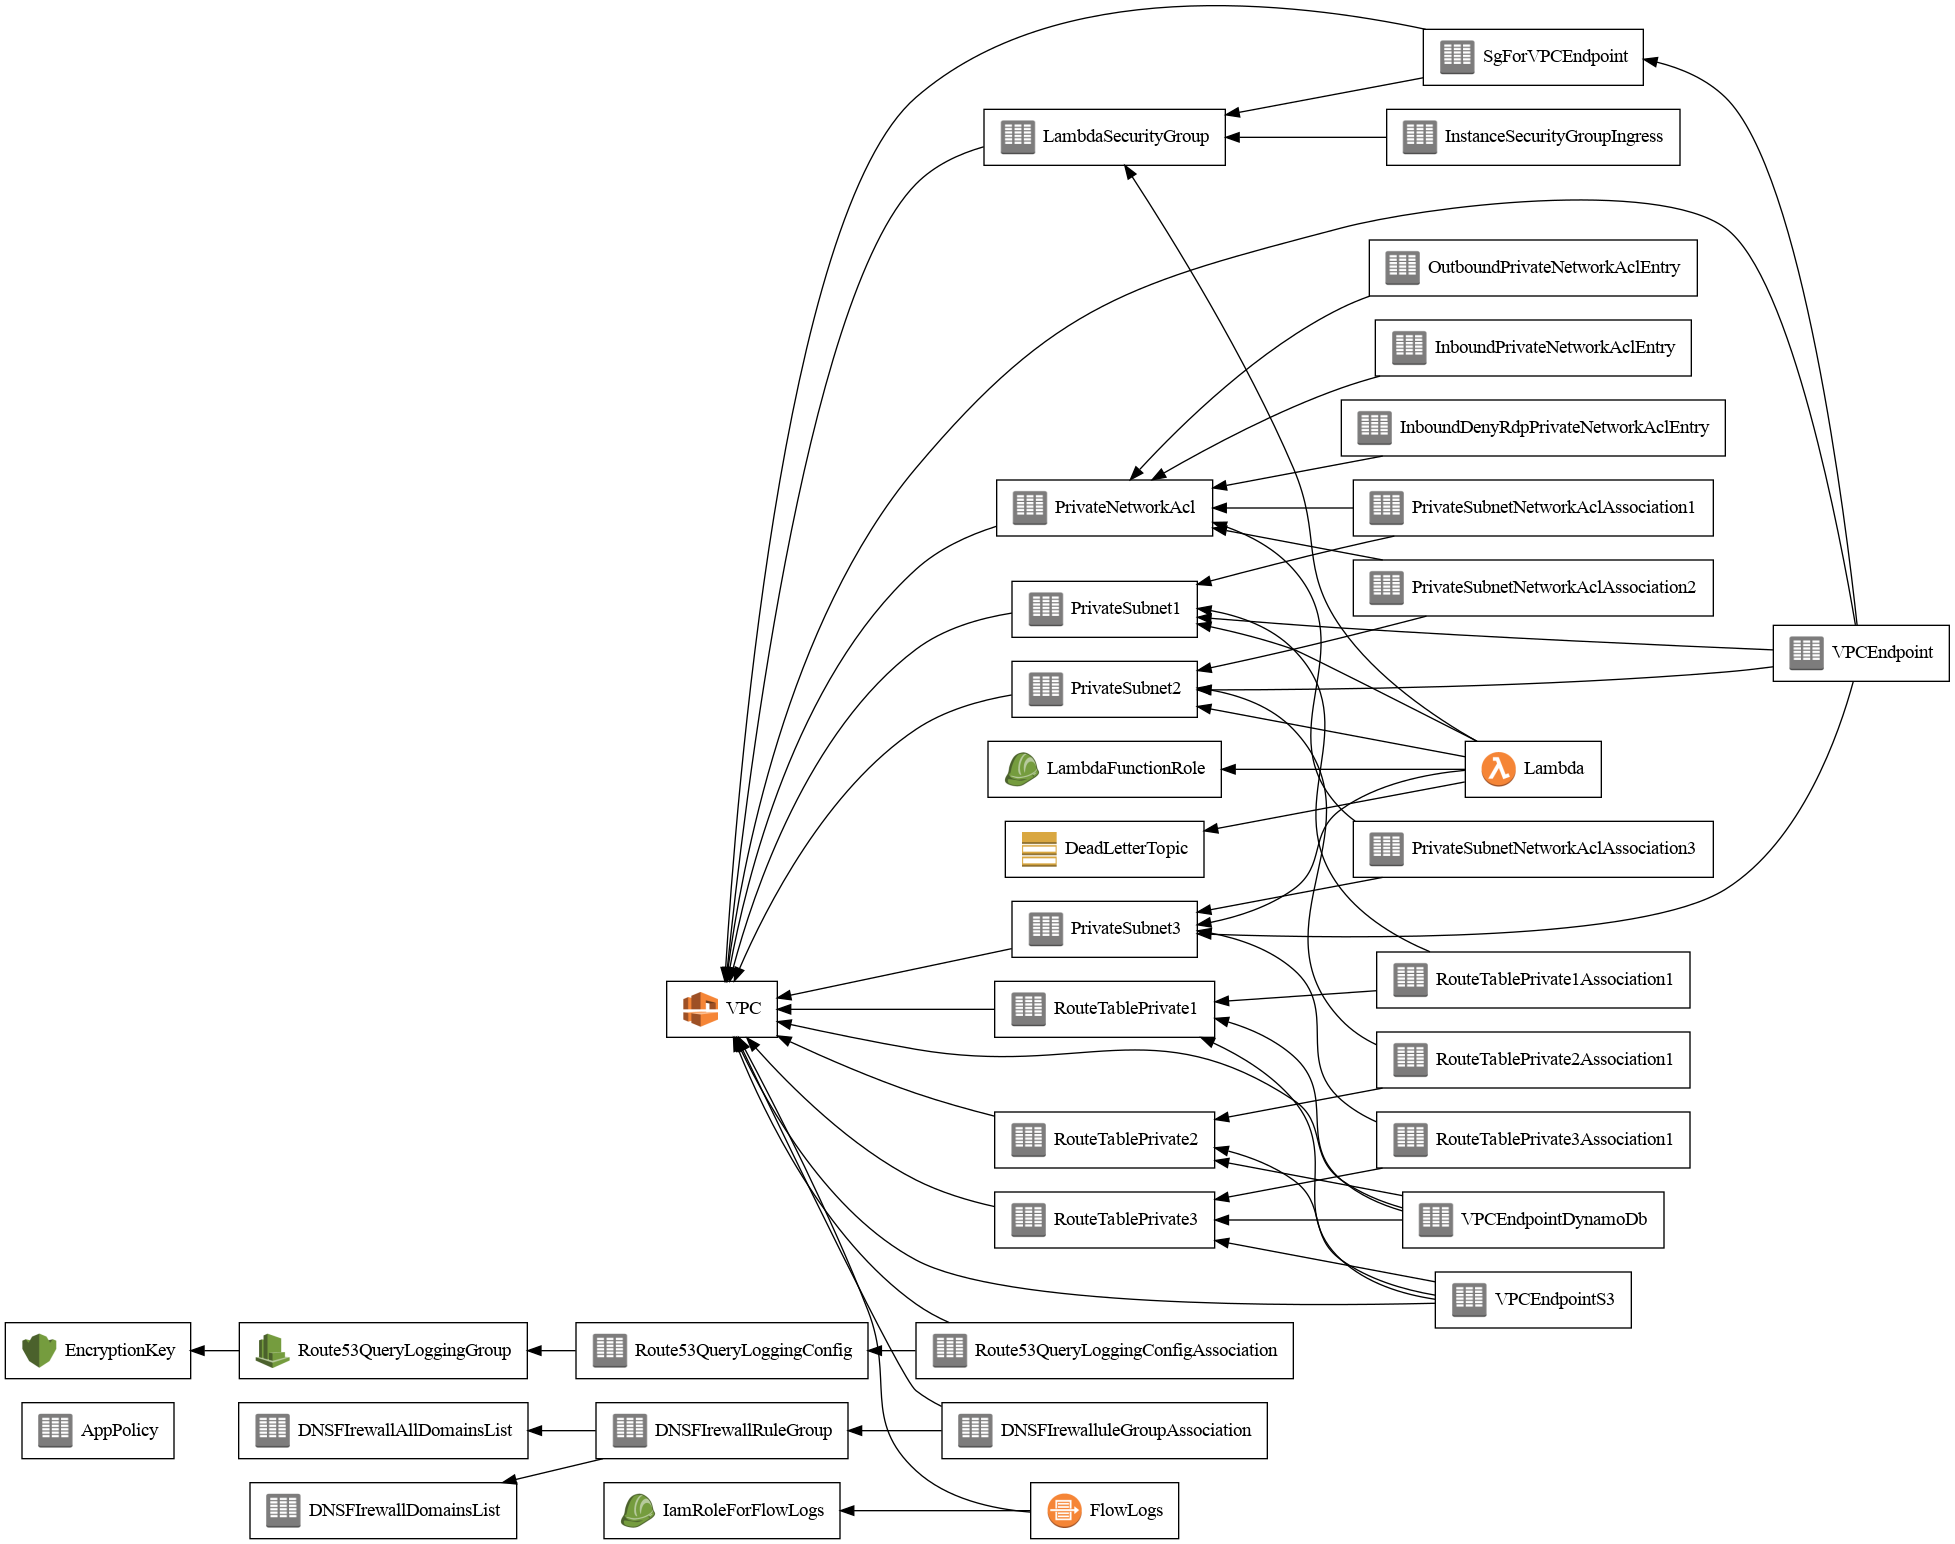 SgForVPCEndpoint
LambdaSecurityGroup
InstanceSecurityGroupIngress
OutboundPrivateNetworkAclEntry
InboundPrivateNetworkAclEntry
InboundDenyRdpPrivateNetworkAclEntry
PrivateNetworkAcl
PrivateSubnetNetworkAclAssociation1
PrivateSubnetNetworkAclAssociation2
PrivateSubnet1
VPCEndpoint
PrivateSubnet2
LambdaFunctionRole
Lambda
DeadLetterTopic
PrivateSubnetNetworkAclAssociation3
PrivateSubnet3
RouteTablePrivate1Association1
VPC
RouteTablePrivate1
RouteTablePrivate2Association1
RouteTablePrivate2
RouteTablePrivate3Association1
RouteTablePrivate3
VPCEndpointDynamoDb
VPCEndpointS3
EncryptionKey
Route53QueryLoggingGroup
Route53QueryLoggingConfig
Route53QueryLoggingConfigAssociation
AppPolicy
DNSFIrewallAllDomainsList
DNSFIrewallRuleGroup
DNSFIrewalluleGroupAssociation
DNSFIrewallDomainsList
IamRoleForFlowLogs
FlowLogs